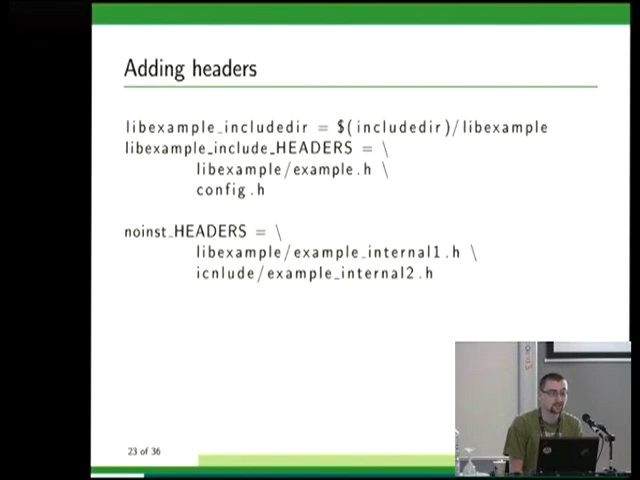 Adding headers
libexample_includedir = $(includedir)/libexample
libexample_include_HEADERS = \
libexample/example.h \
config.h
noinst_HEADERS = \
libexample/example_internal1.h \
icnlude/example_internal2.h
23 of 36